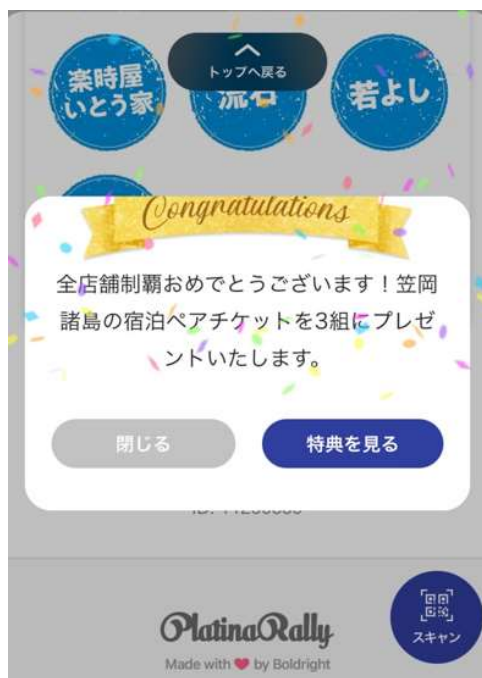 楽時屋
いとう家
トップへ戻る
流石
若よし
Congratulations
全店舗制覇おめでとうございます！笠岡
諸島の宿泊ペアチケットを3組にプレゼ
ントいたします。
閉じる
特典を見る
スキャン
PlatinaRally
Made with ❤ by Boldright